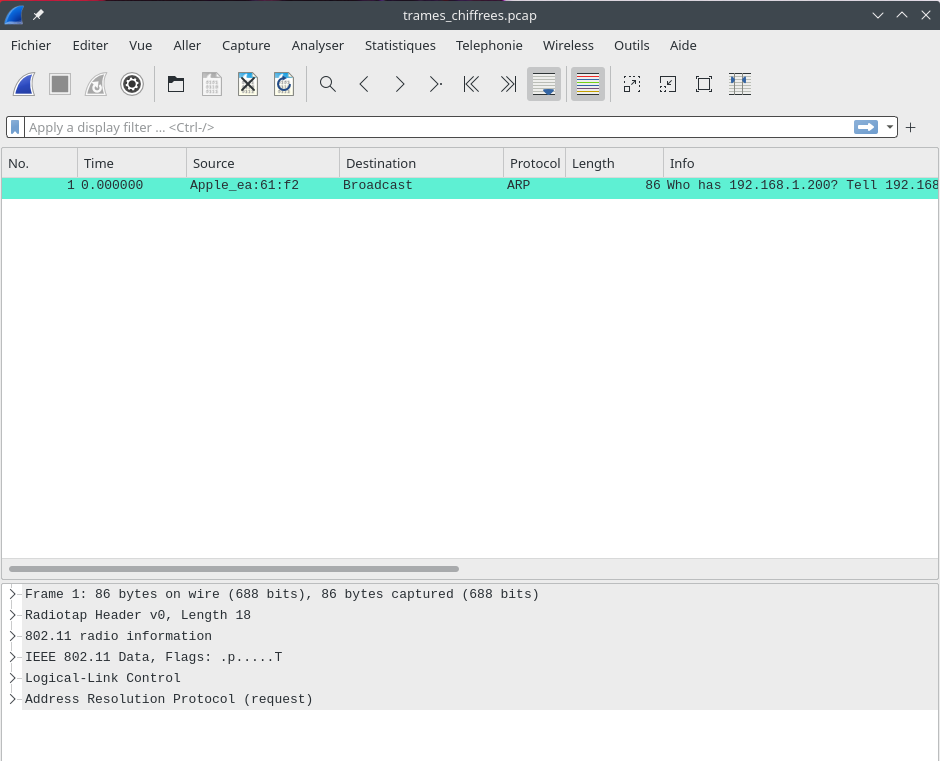 trames_chiffrees.pcap
Fichier Editer Vue Aller Capture Analyser Statistiques Telephonie Wireless Outils Aide
Apply a display filter ... <Ctrl-/>
No. Time Source Destination Protocol Length Info
1 0.000000 Apple_ea:61:f2 Broadcast ARP 86 Who has 192.168.1.200? Tell 192.168
Frame 1: 86 bytes on wire (688 bits), 86 bytes captured (688 bits)
Radiotap Header v0, Length 18
802.11 radio information
IEEE 802.11 Data, Flags: .p.....T
Logical-Link Control
Address Resolution Protocol (request)